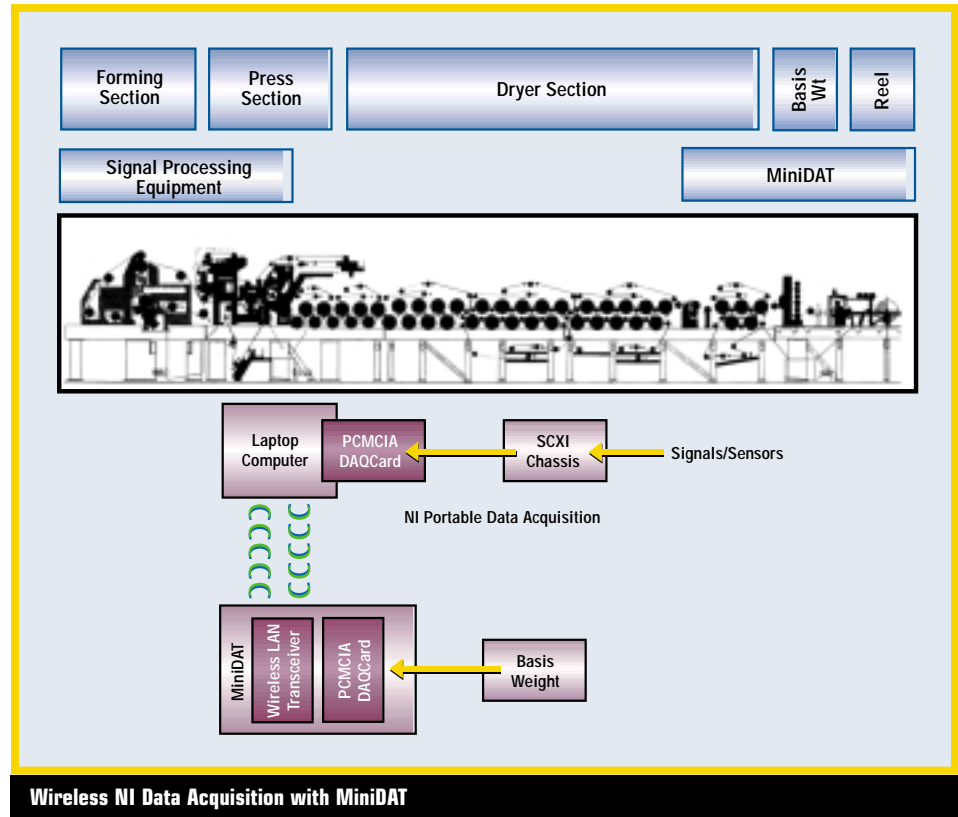 Forming
Section
Press
Section
Dryer Section
Basis
Wt
Reel
Signal Processing
Equipment
MiniDAT
Laptop
Computer
PCMCIA
DAQCard
SCXI
Chassis
Signals/Sensors
NI Portable Data Acquisition
MiniDAT
Wireless LAN
Transceiver
PCMCIA
DAQCard
Basis
Weight
Wireless NI Data Acquisition with MiniDAT